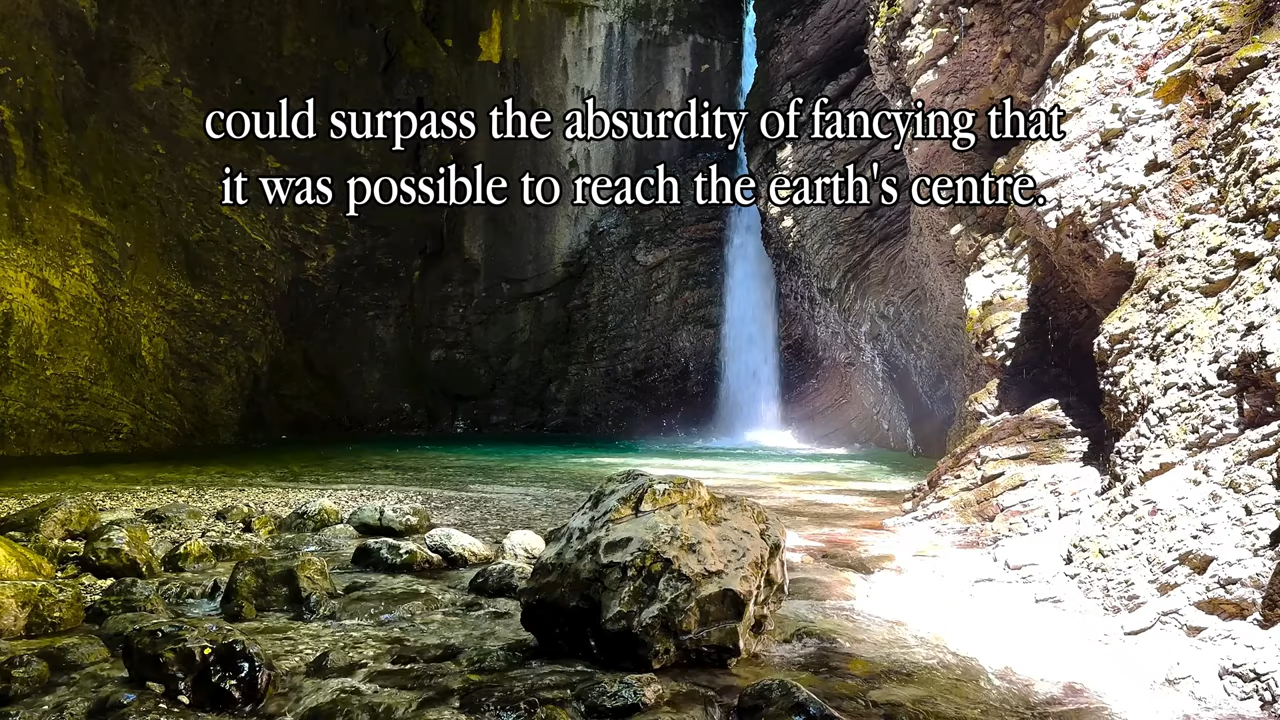 could surpass the absurdity of fancying that
it was possible to reach the earth's centre.